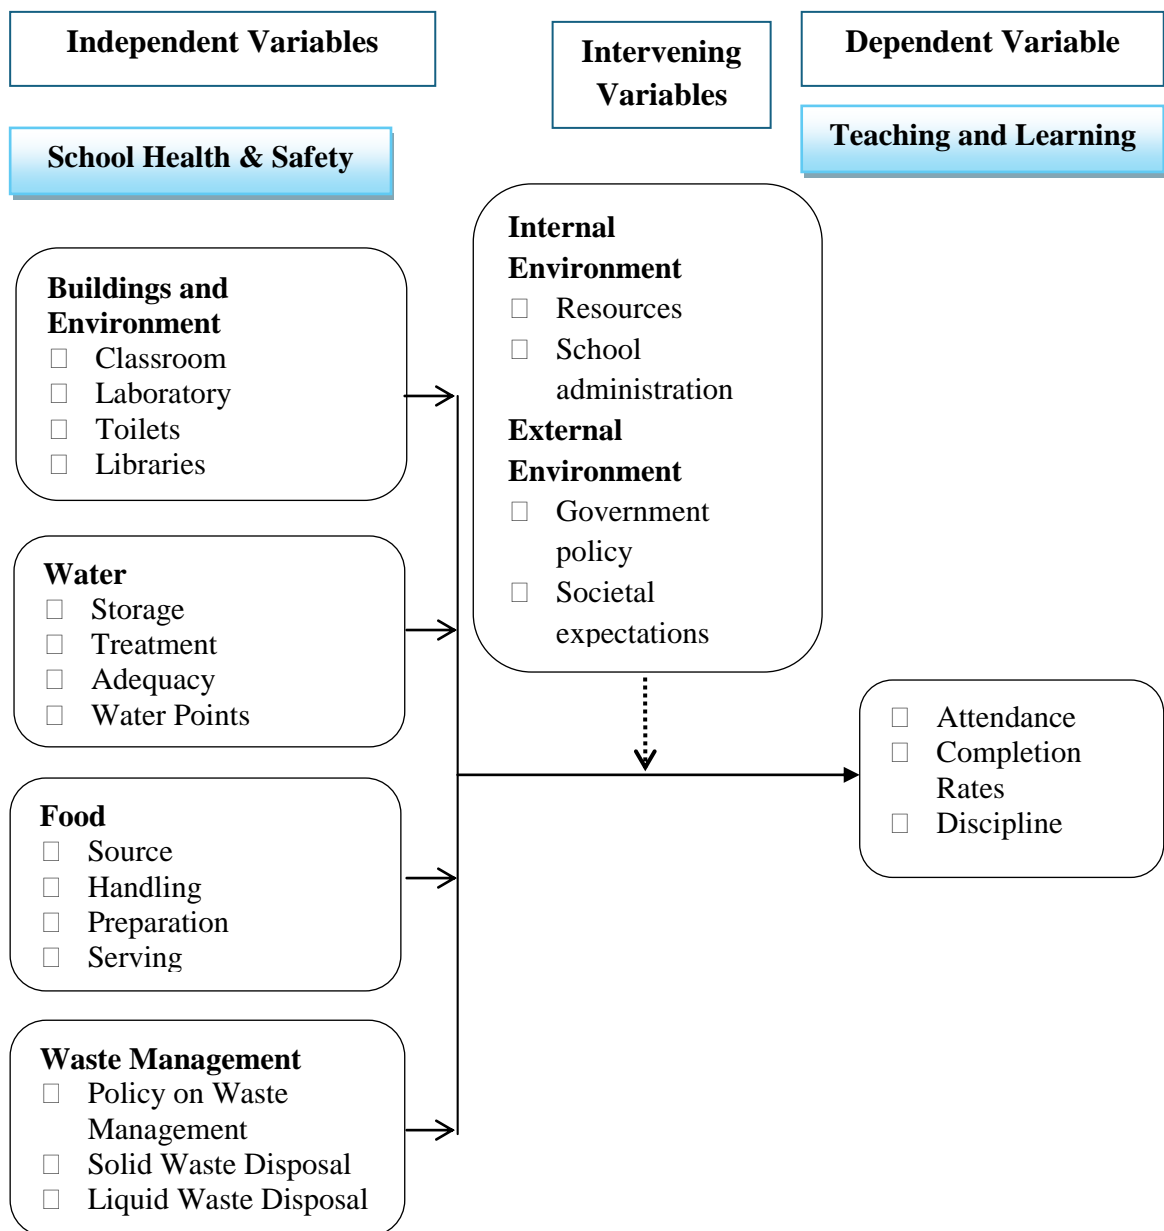 Independent Variables
Intervening
Variables
Dependent Variable
School Health & Safety
Teaching and Learning
Buildings and
Environment
Classroom
Laboratory
Toilets
Libraries
Water
Storage
Treatment
Adequacy
Water Points
Food
Source
Handling
Preparation
Serving
Waste Management
Policy on Waste
Management
Solid Waste Disposal
Liquid Waste Disposal
Internal
Environment
Resources
School
administration
External
Environment
Government
policy
Societal
expectations
Attendance
Completion
Rates
Discipline